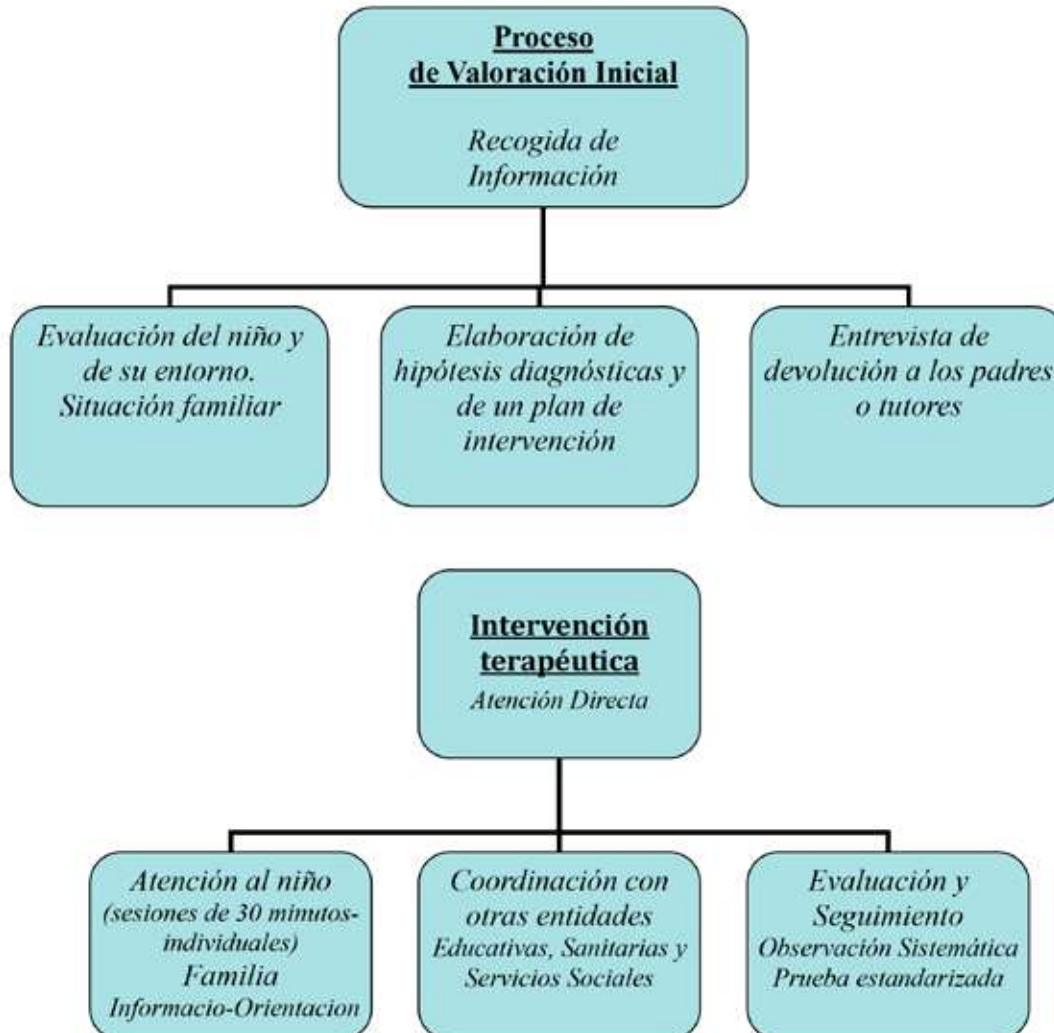 Proceso
de Valoración Inicial
Recogida de
Información
Evaluación del niño y
de su entorno.
Situación familiar
Elaboración de
hipótesis diagnósticas y
de un plan de
intervención
Entrevista de
devolución a los padres
o tutores
Intervención
terapéutica
Atención Directa
Atención al niño
(sesiones de 30 minutos-
individuales)
Familia
Informacio-Orientacion
Coordinación con
otras entidades
Educativas, Sanitarias y
Servicios Sociales
Evaluación y
Seguimiento
Observación Sistemática
Prueba estandarizada